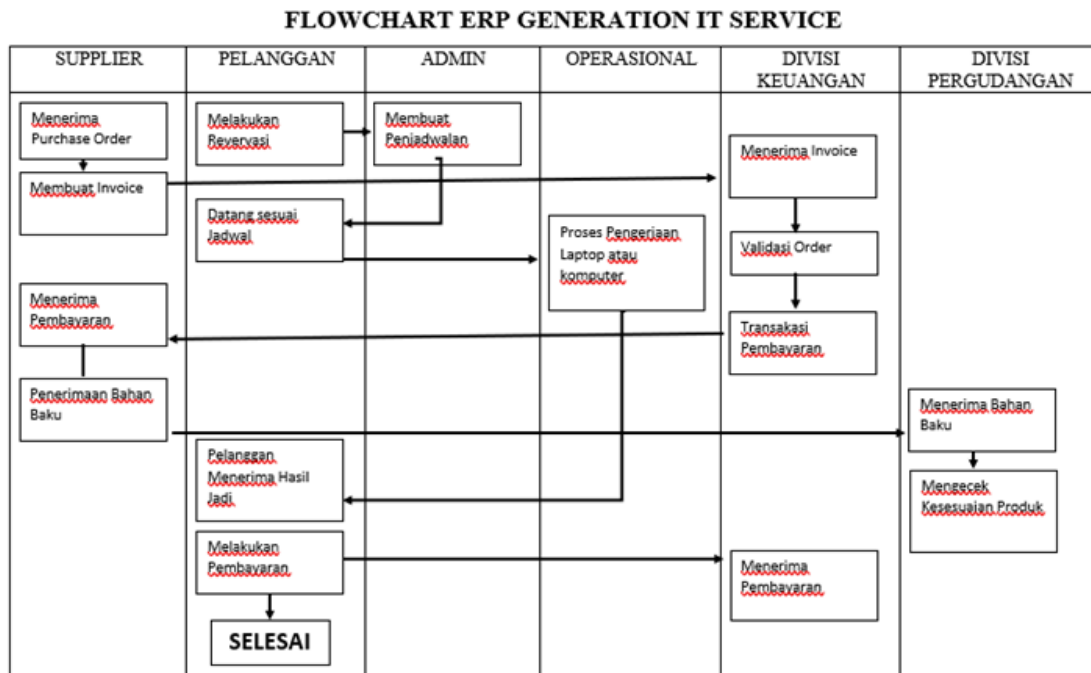 FLOWCHART ERP GENERATION IT SERVICE
SUPPLIER
PELANGGAN
ADMIN
OPERASIONAL
DIVISI
KEUANGAN
DIVISI
PERGUDANGAN
Menerima
Purchase Order
Membuat Invoice
Menerima
Pembayaran
Penerimaan Bahan
Baku
Melakukan
Revervasi
Datang sesuai
Jadwal
Pelanggan
Menerima Hasil
Jadi
Melakukan
Pembayaran
SELESAI
Membuat
Penjadwalan
Proses Pengerjaan
Laptop atau
komputer
Menerima Invoice
Validasi Order
Transakasi
Pembayaran
Menerima
Pembayaran
Menerima Bahan
Baku
Mengecek
Kesesuaian Produk